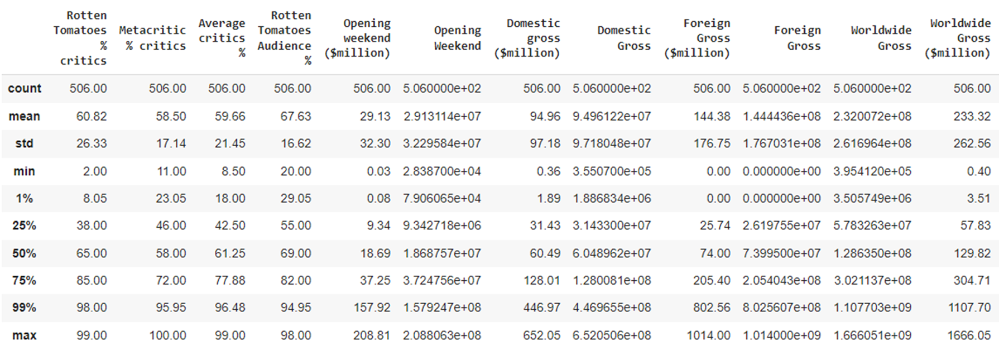 Rotten Tomatoes % critics Metacritic % critics Average critics % Rotten Tomatoes Audience % Opening weekend ($million) Opening Weekend Domestic gross ($million) Domestic Gross Foreign Gross ($million) Foreign Gross Worldwide Gross Worldwide Gross ($million)
count 506.00 506.00 506.00 506.00 506.00 5.060000e+02 506.00 5.060000e+02 506.00 5.060000e+02 5.060000e+02 506.00
mean 60.82 58.50 59.66 67.63 29.13 2.913114e+07 94.96 9.496122e+07 144.38 1.444436e+08 2.320072e+08 233.32
std 26.33 17.14 21.45 16.62 32.30 3.229584e+07 97.18 9.718048e+07 176.75 1.767031e+08 2.616964e+08 262.56
min 2.00 11.00 8.50 20.00 0.03 2.838700e+04 0.36 3.550700e+05 0.00 0.000000e+00 3.954120e+05 0.40
1% 8.05 23.05 18.00 29.05 0.08 7.906065e+04 1.89 1.886834e+06 0.00 0.000000e+00 3.505749e+06 3.51
25% 38.00 46.00 42.50 55.00 9.34 9.342718e+06 31.43 3.143300e+07 25.74 2.619755e+07 5.783263e+07 57.83
50% 65.00 58.00 61.25 69.00 18.69 1.868757e+07 60.49 6.048962e+07 74.00 7.399500e+07 1.286350e+08 129.82
75% 85.00 72.00 77.88 82.00 37.25 3.724756e+07 128.01 1.280081e+08 205.40 2.054043e+08 3.021137e+08 304.71
99% 98.00 95.95 96.48 94.95 157.92 1.579247e+08 446.97 4.469655e+08 802.56 8.025607e+08 1.107703e+09 1107.70
max 99.00 100.00 99.00 98.00 208.81 2.088063e+08 652.05 6.520506e+08 1014.00 1.014000e+09 1.666051e+09 1666.05